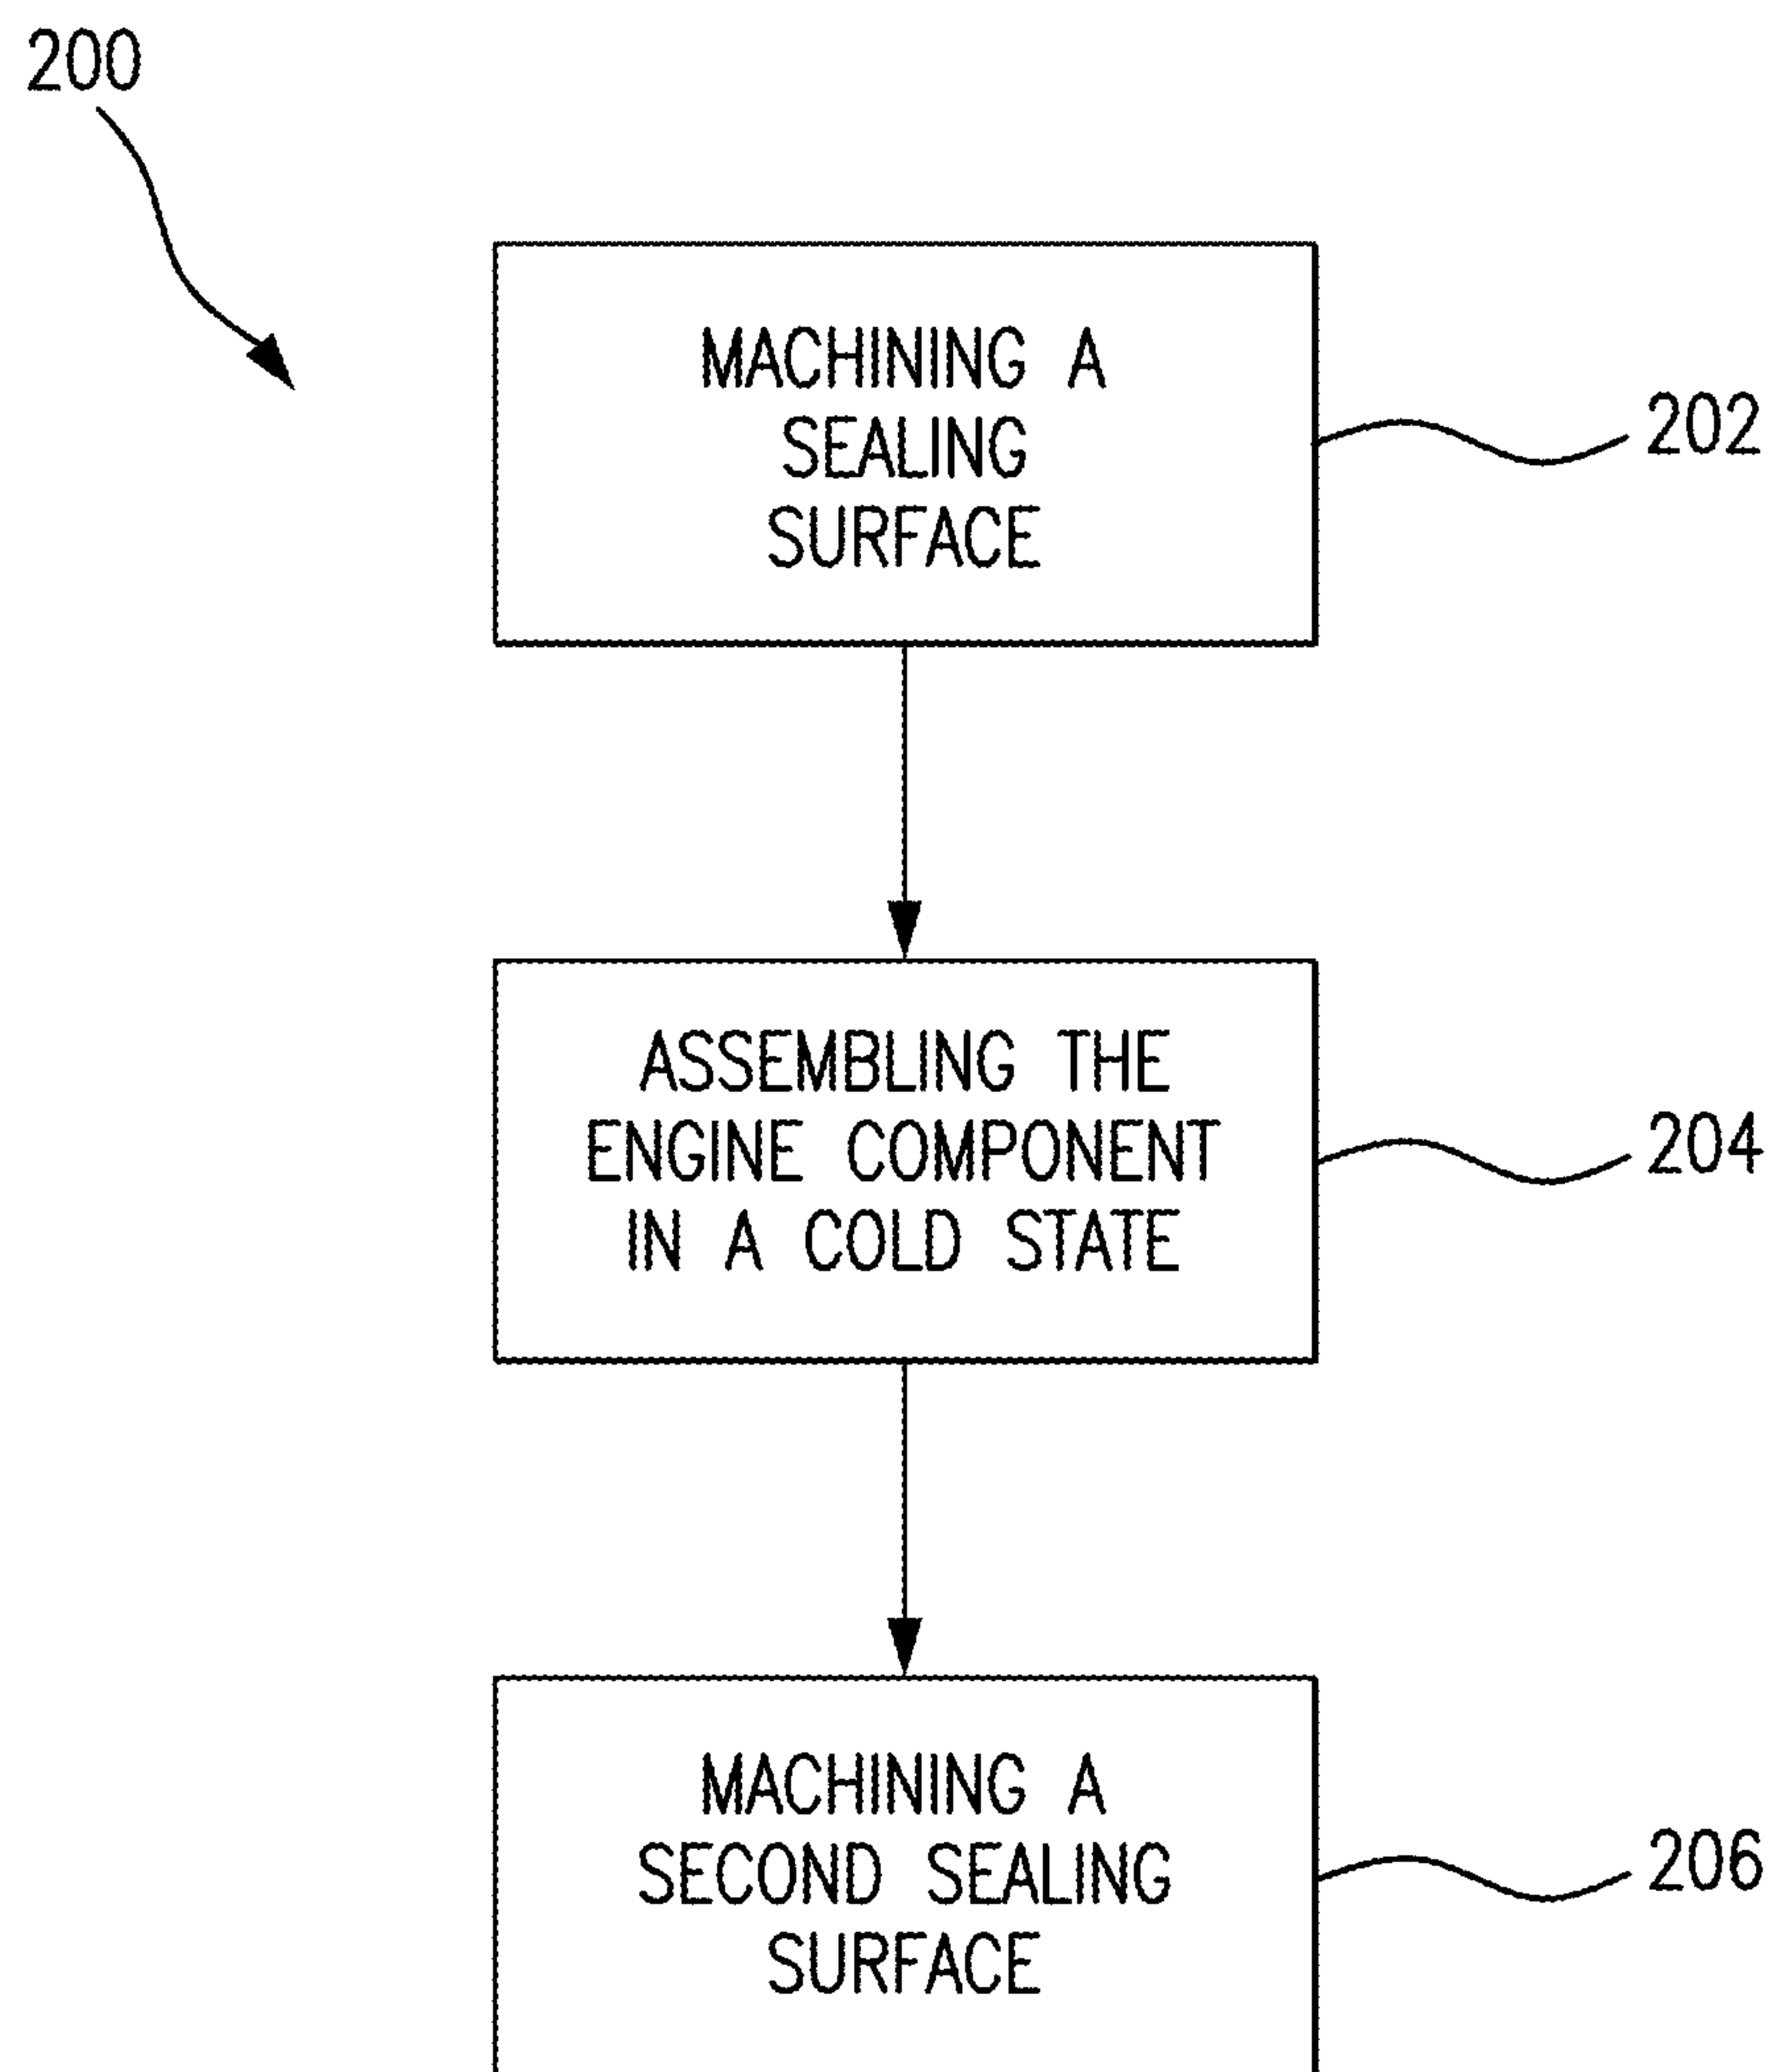 200
MACHINING A
SEALING
SURFACE
202
ASSEMBLING THE
ENGINE COMPONENT
IN A COLD STATE
204
MACHINING A
SECOND SEALING
SURFACE
206